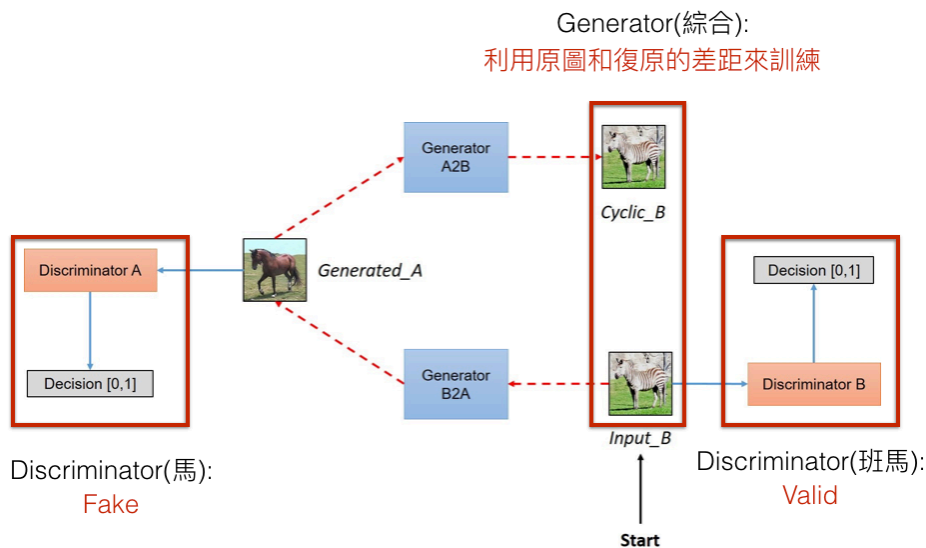 Generator(綜合):
利用原圖和復原的差距來訓練
Generator
A2B
Cyclic_B
Discriminator A
Generated_A
Decision [0,1]
Decision [0,1]
Generator
B2A
Discriminator B
Input_B
Discriminator(馬):
Fake
Discriminator(班馬):
Valid
Start